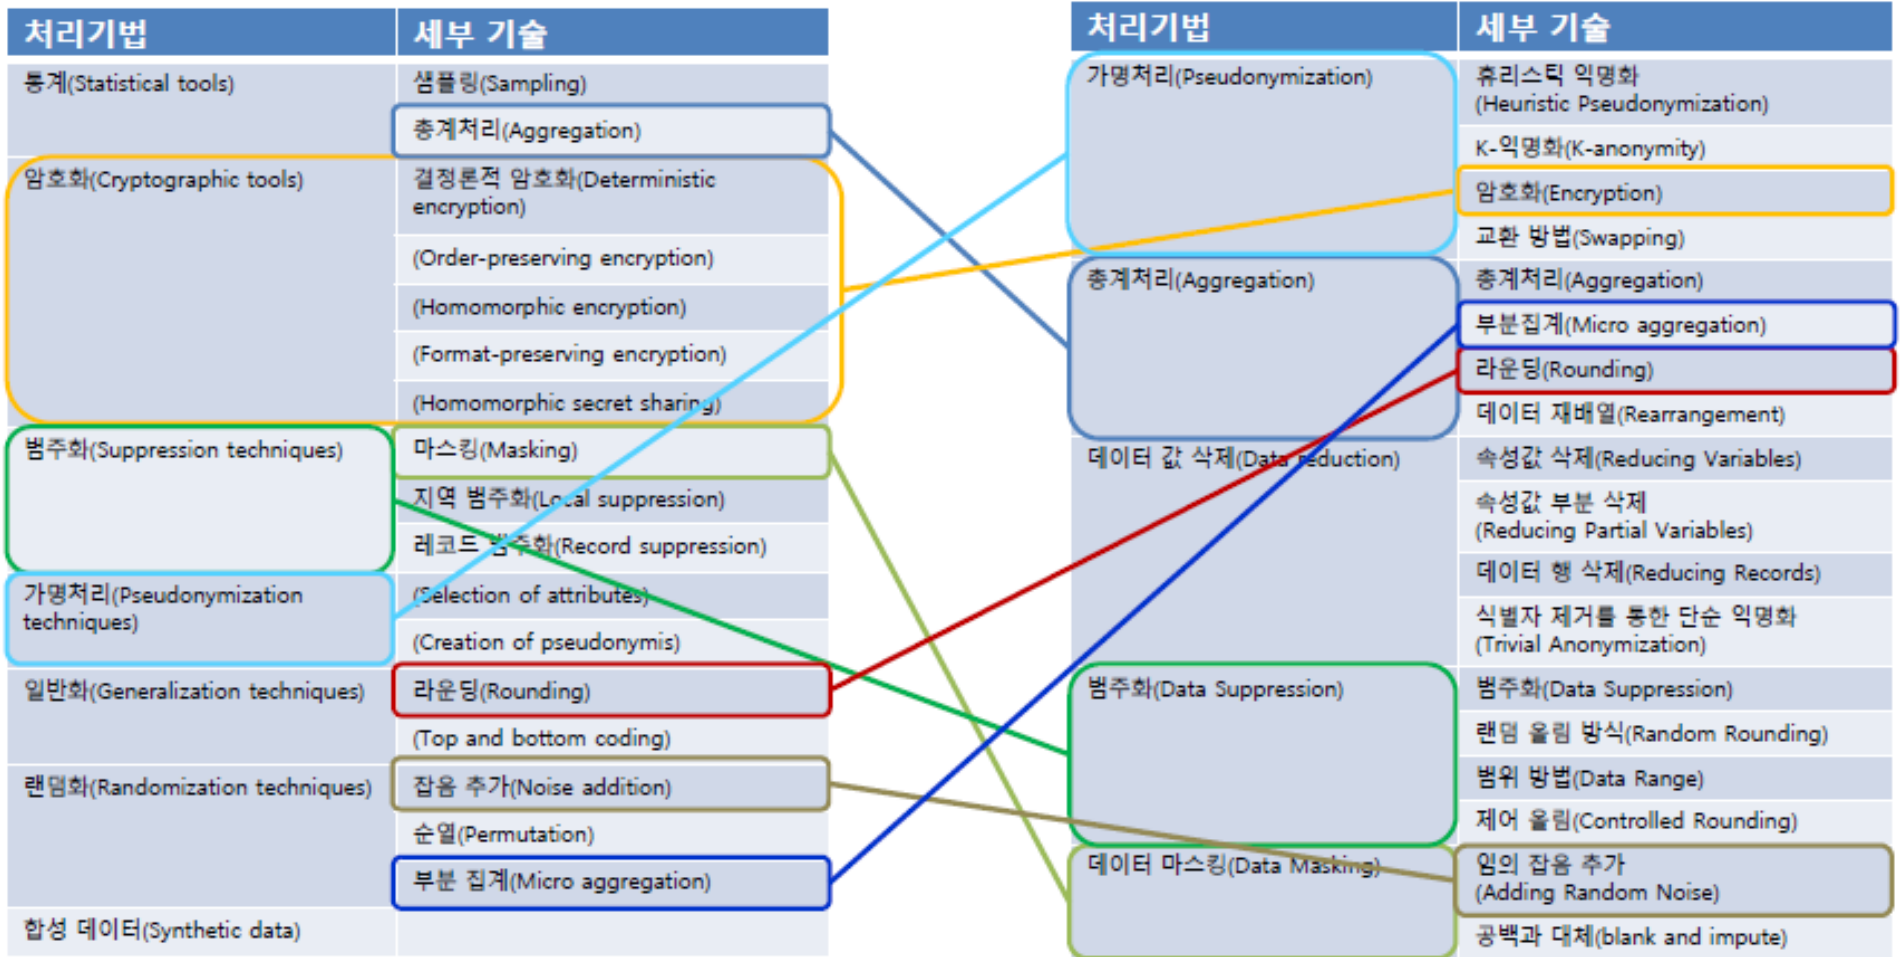 처리기법
세부 기술
통계(Statistical tools)
샘플링(Sampling)
총계처리(Aggregation)
암호화(Cryptographic tools)
결정론적 암호화(Deterministic
encryption)
(Order-preserving encryption)
(Homomorphic encryption)
(Format-preserving encryption)
(Homomorphic secret sharing)
범주화(Suppression techniques)
마스킹(Masking)
지역 범주화(Local suppression)
레코드 범주화(Record suppression)
가명처리(Pseudonymization
techniques)
(Selection of attributes)
(Creation of pseudonymis)
일반화(Generalization techniques)
라운딩(Rounding)
(Top and bottom coding)
랜덤화(Randomization techniques)
잡음 추가(Noise addition)
순열(Permutation)
부분 집계(Micro aggregation)
합성 데이터(Synthetic data)
처리기법
세부 기술
가명처리(Pseudonymization)
휴리스틱 익명화
(Heuristic Pseudonymization)
K-익명화(K-anonymity)
암호화(Encryption)
교환 방법(Swapping)
총계처리(Aggregation)
총계처리(Aggregation)
부분집계(Micro aggregation)
라운딩(Rounding)
데이터 재배열(Rearrangement)
데이터 값 삭제(Data reduction)
속성값 삭제(Reducing Variables)
속성값 부분 삭제
(Reducing Partial Variables)
데이터 행 삭제(Reducing Records)
식별자 제거를 통한 단순 익명화
(Trivial Anonymization)
범주화(Data Suppression)
범주화(Data Suppression)
랜덤 올림 방식(Random Rounding)
범위 방법(Data Range)
제어 올림(Controlled Rounding)
데이터 마스킹(Data Masking)
임의 잡음 추가
(Adding Random Noise)
공백과 대체(blank and impute)